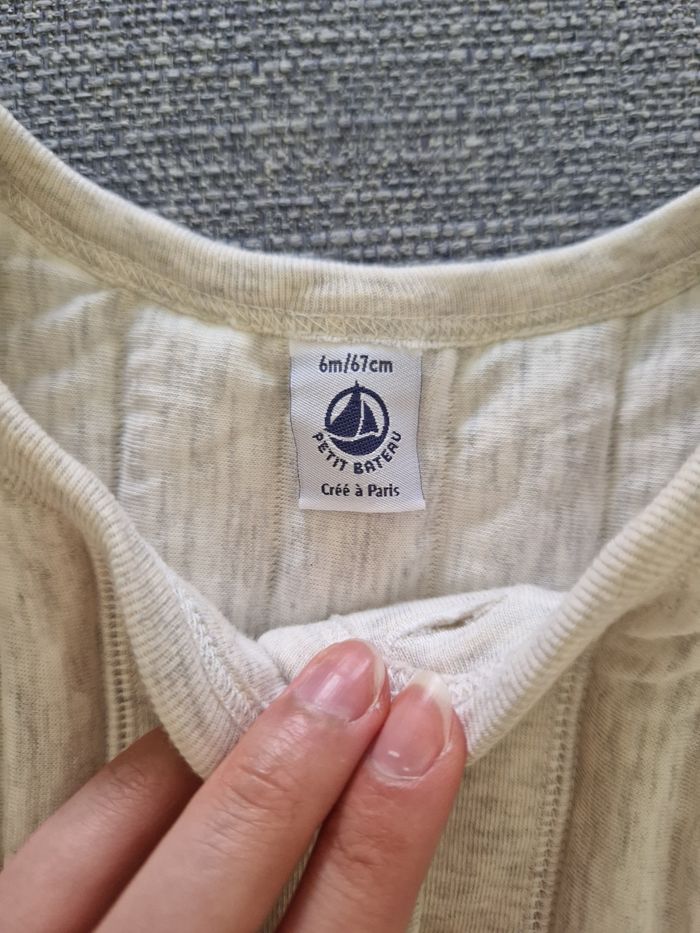 6m/67cm
PETIT BATEAU
Créé à Paris